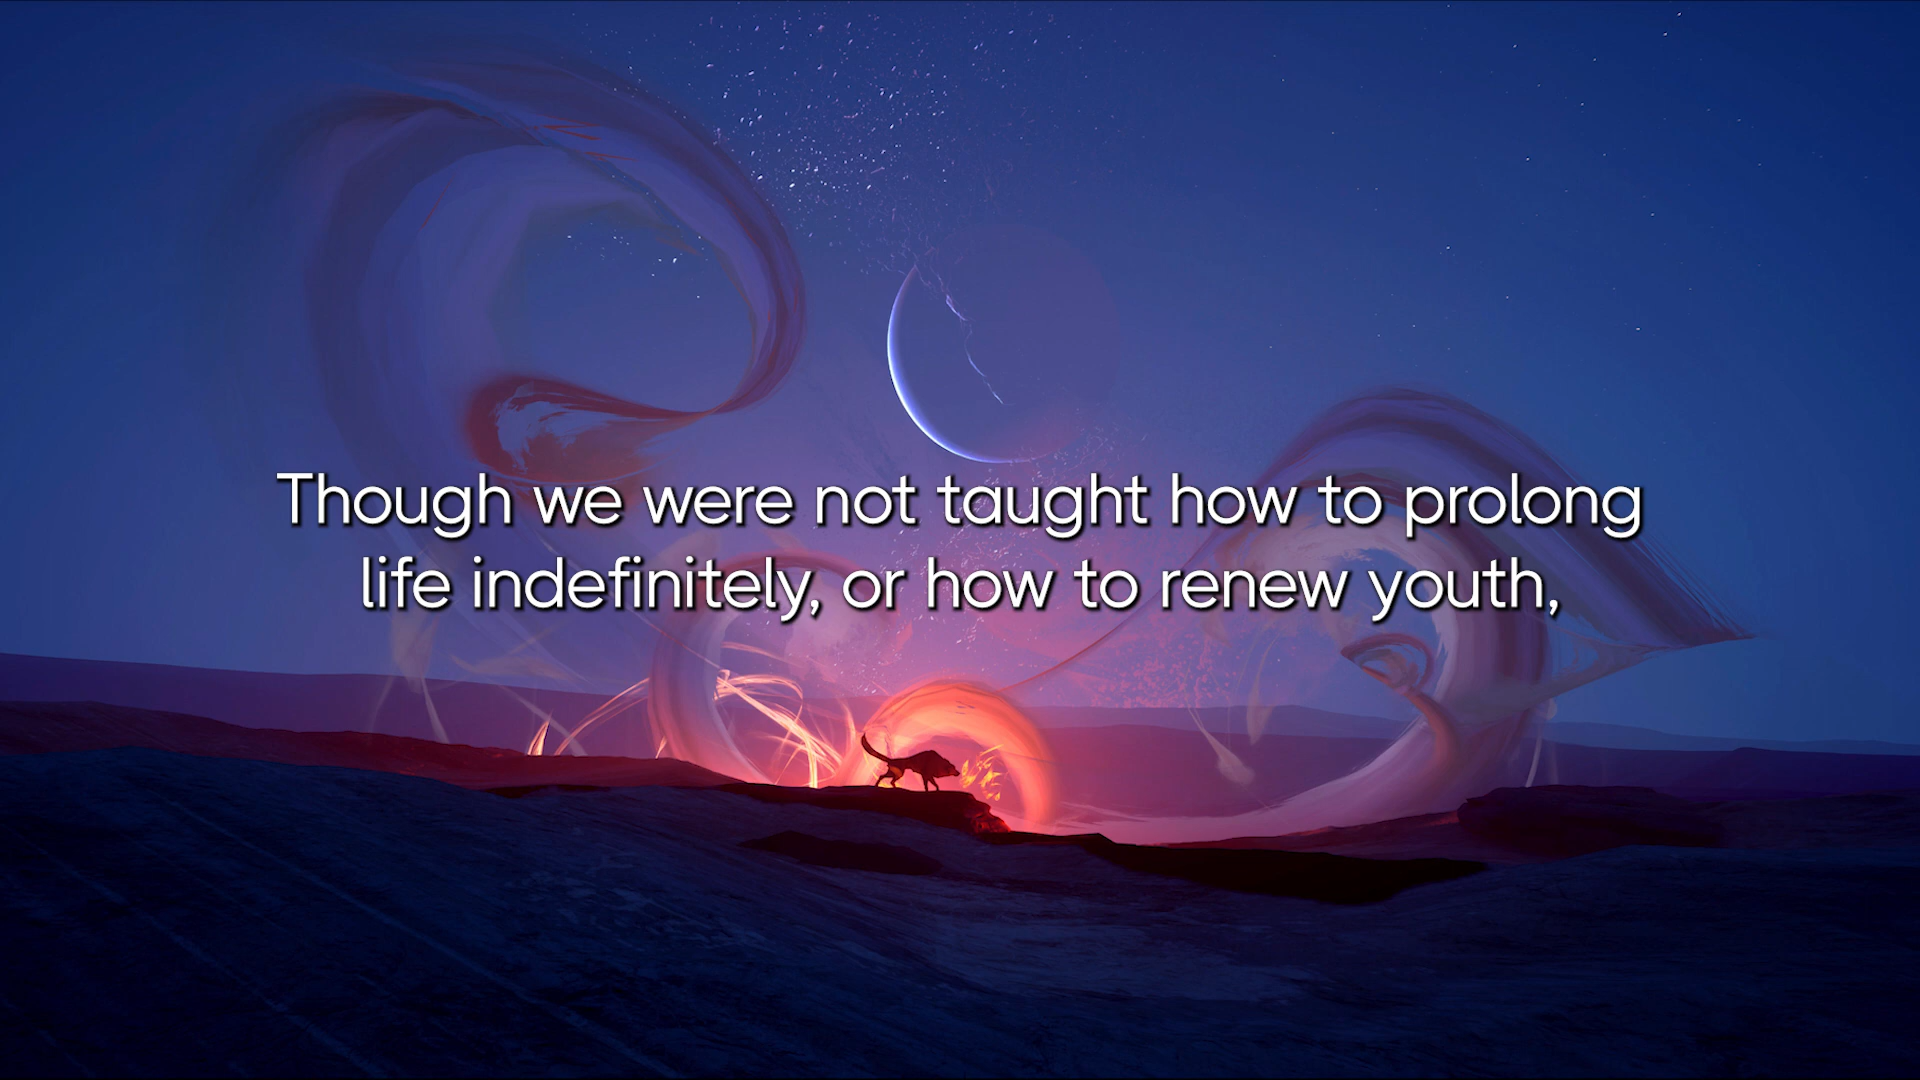 Though we were not taught how to prolong
life indefinitely, or how to renew youth,